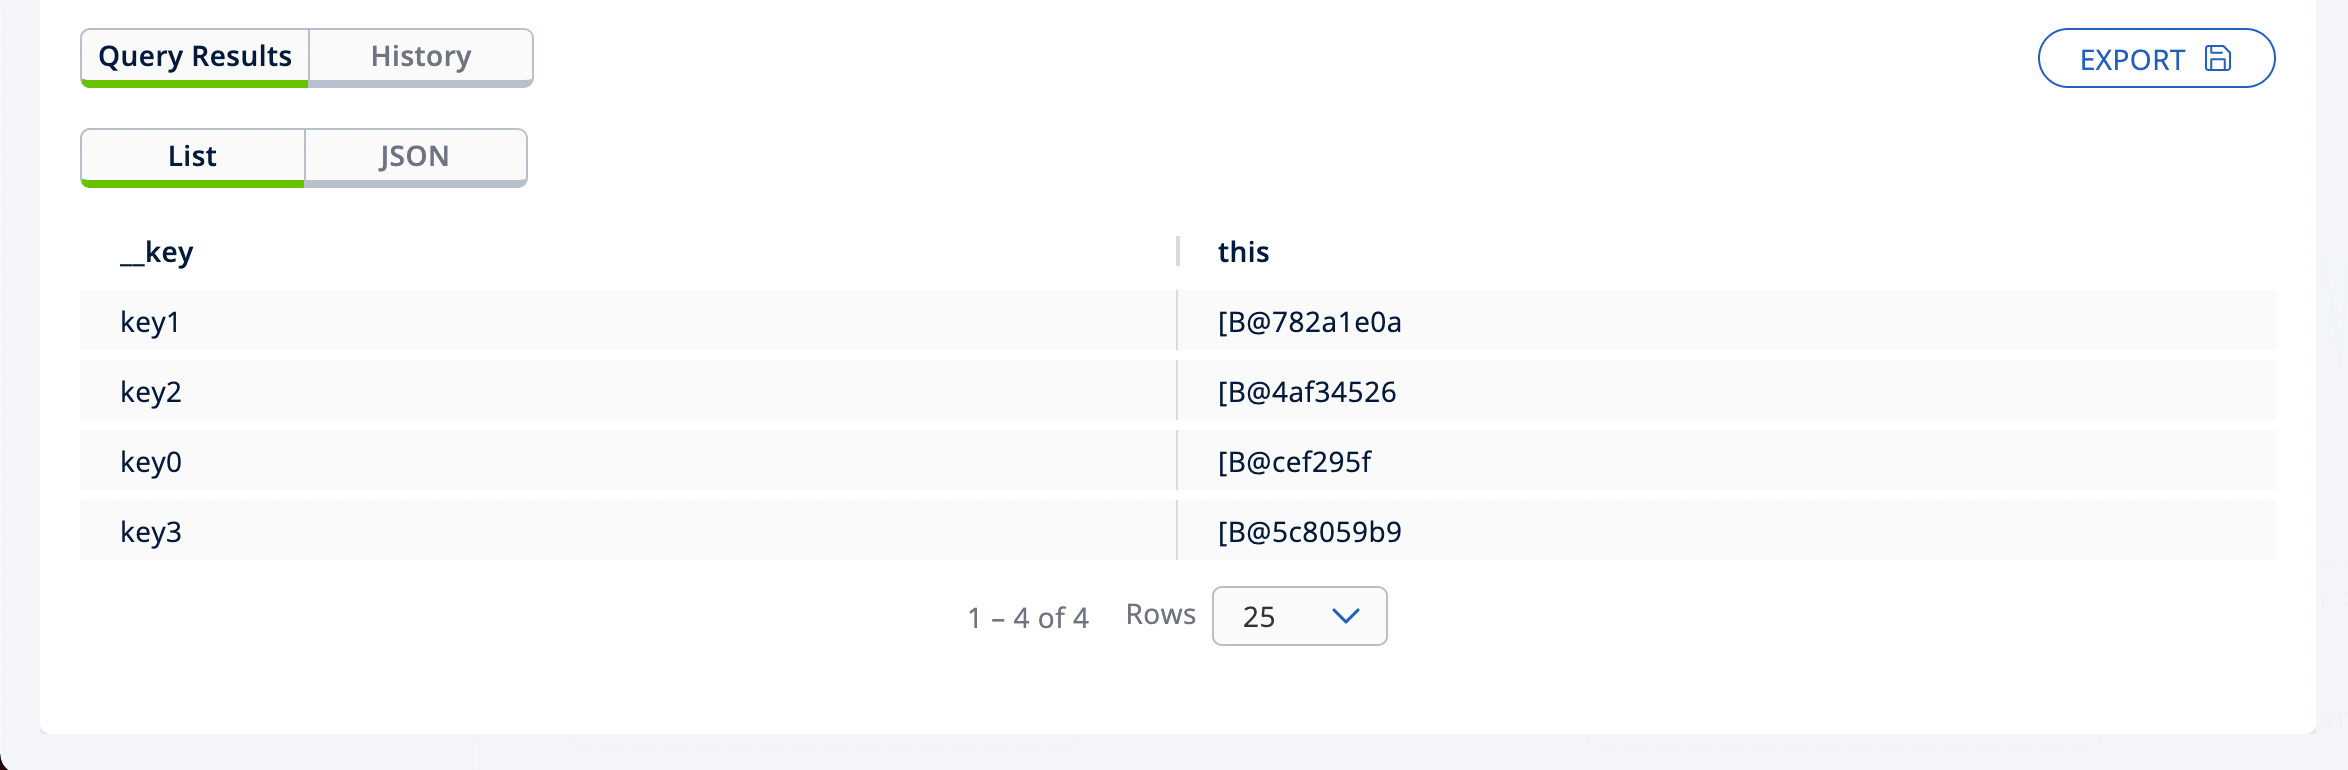 Query Results History EXPORT
List JSON
__key this
key1 [B@782a1e0a
key2 [B@4af34526
key0 [B@cef295f
key3 [B@5c8059b9
1 – 4 of 4 Rows 25